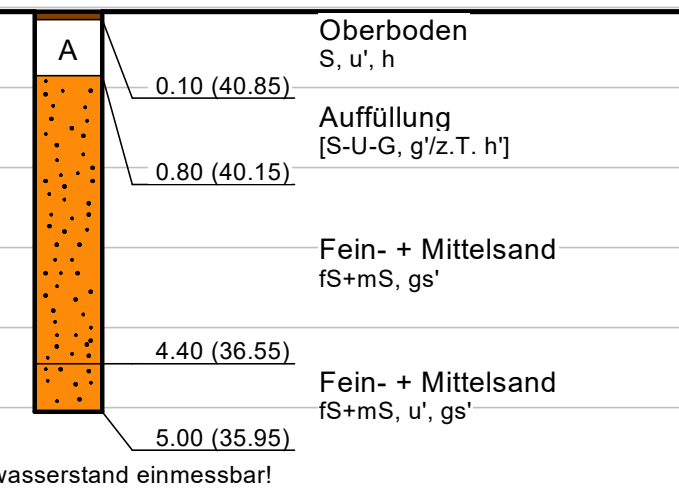 Oberboden
S, u', h
A
0.10 (40.85)
Auffüllung
[S-U-G, g'/z.T. h']
0.80 (40.15)
Fein- + Mittelsand
fS+mS, gs'
4.40 (36.55)
Fein- + Mittelsand
fS+mS, u', gs'
5.00 (35.95)
wasserstand einmessbar!